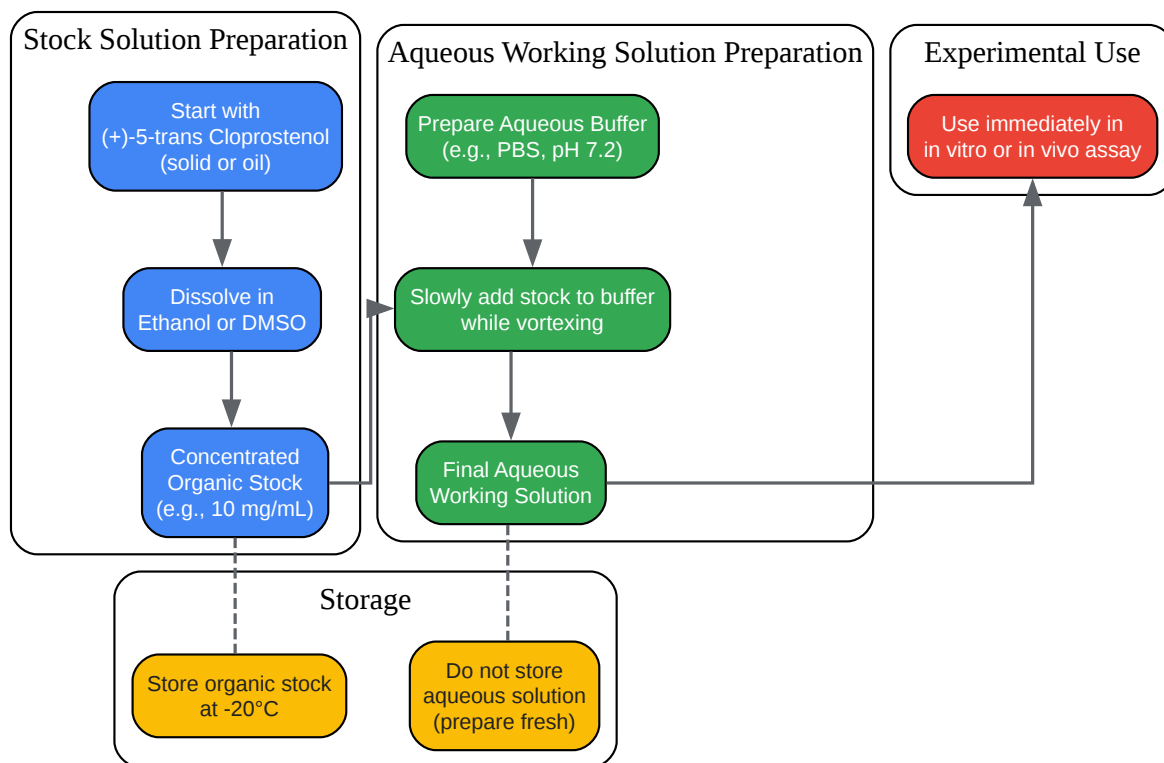 Stock Solution Preparation
Start with
(+)-5-trans Cloprostenol
(solid or oil)
Dissolve in
Ethanol or DMSO
Concentrated
Organic Stock
(e.g., 10 mg/mL)
Aqueous Working Solution Preparation
Prepare Aqueous Buffer
(e.g., PBS, pH 7.2)
Slowly add stock to buffer
while vortexing
Final Aqueous
Working Solution
Experimental Use
Use immediately in
in vitro or in vivo assay
Storage
Store organic stock
at -20°C
Do not store
aqueous solution
(prepare fresh)